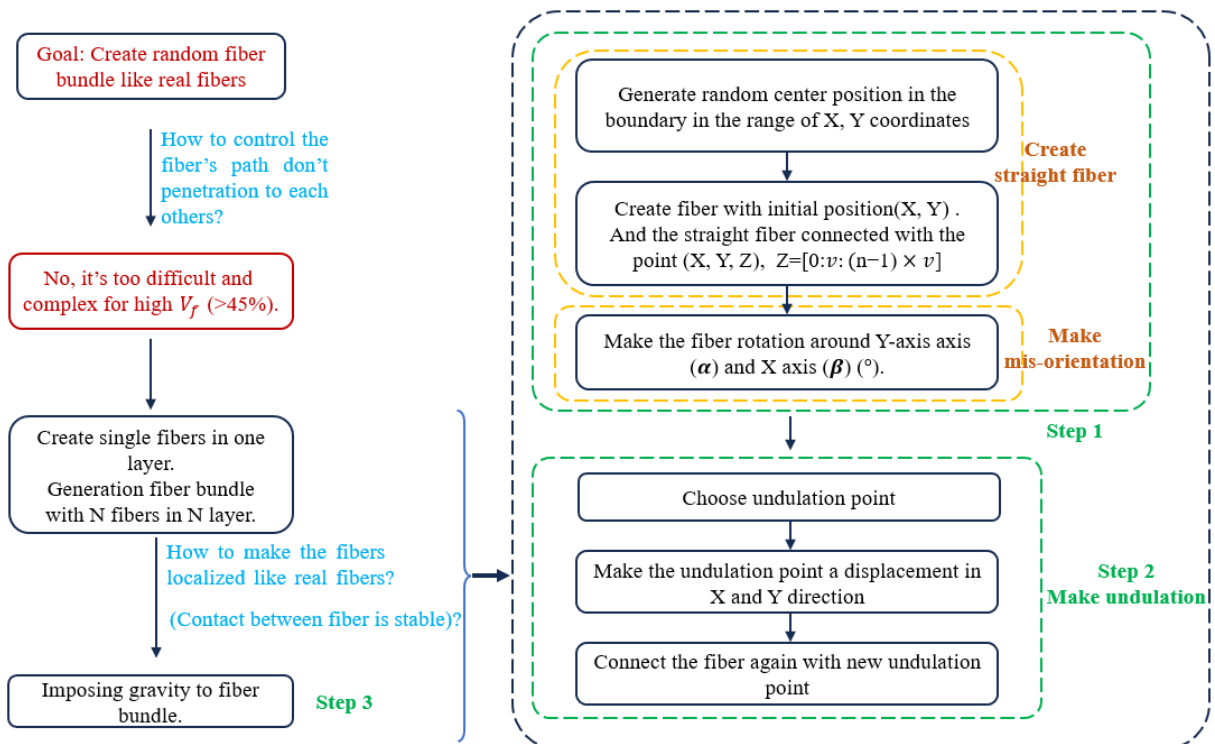 Goal: Create random fiber
bundle like real fibers
How to control the
fiber's path don't
penetration to each
others?
No, it's too difficult and
complex for high V_f (>45%).
Create single fibers in one
layer.
Generation fiber bundle
with N fibers in N layer.
How to make the fibers
localized like real fibers?
(Contact between fiber is stable)?
Imposing gravity to fiber
bundle.
Step 3
Generate random center position in the
boundary in the range of X, Y coordinates
Create fiber with initial position(X, Y) .
And the straight fiber connected with the
point (X, Y, Z), Z=[0:v: (n−1) × v]
Create
straight fiber
Make the fiber rotation around Y-axis axis
(α) and X axis (β) (°).
Make
mis-orientation
Step 1
Choose undulation point
Make the undulation point a displacement in
X and Y direction
Connect the fiber again with new undulation
point
Step 2
Make undulation